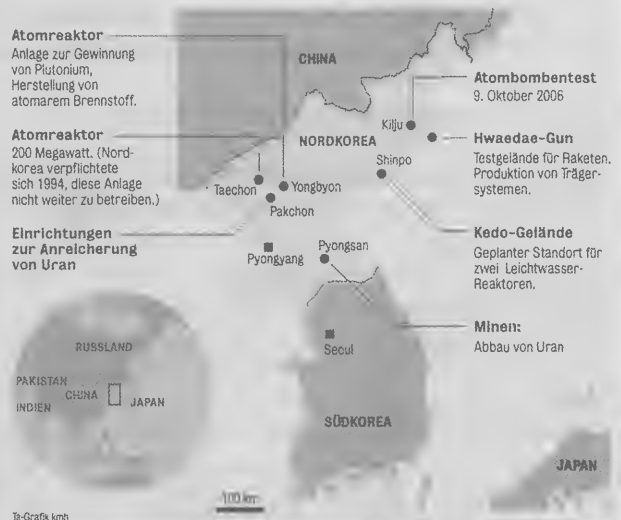 Atomreaktor
Anlage zur Gewinnung
von Plutonium,
Herstellung von
atomarem Brennstoff.
Atomreaktor
200 Megawatt. (Nord-
korea verpflichtete
sich 1994, diese Anlage
nicht weiter zu betreiben.)
Einrichtungen
zur Anreicherung
von Uran
CHINA
NORDKOREA
Kilju
Shinpo
Taechon
Yongbyon
Pakchon
Pyongyang
Pyongsan
Seoul
SÜDKOREA
JAPAN
Atombombentest
9. Oktober 2006
Hwaedae-Gun
Testgelände für Raketen.
Produktion von Träger-
systemen.
Kedo-Gelände
Geplanter Standort für
zwei Leichtwasser-
Reaktoren.
Minen:
Abbau von Uran
RUSSLAND
PAKISTAN
CHINA
JAPAN
INDIEN
100 km
Ta-Grafik kmh